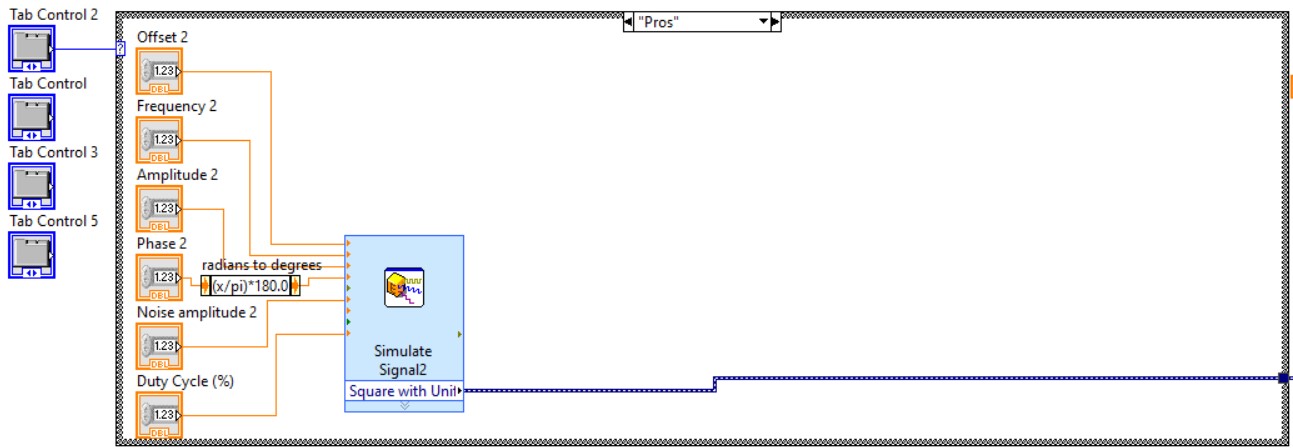 Tab Control 2
"Pros"
?
Offset 2
1.23
DBL
Tab Control
Frequency 2
1.23
DBL
Tab Control 3
Amplitude 2
1.23
DBL
Tab Control 5
Phase 2
1.23
DBL
radians to degrees
(x/pi)*180.0
Noise amplitude 2
1.23
DBL
Duty Cycle (%)
1.23
DBL
Simulate
Signal2
Square with Unif